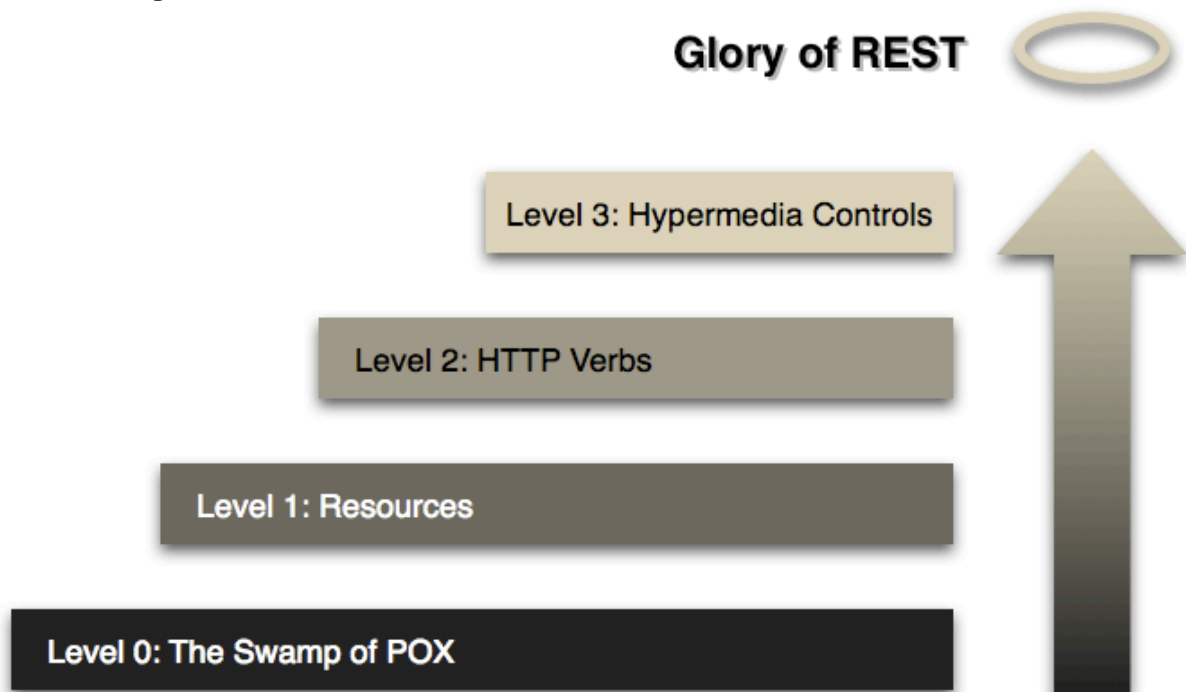 Glory of REST
Level 3: Hypermedia Controls
Level 2: HTTP Verbs
Level 1: Resources
Level 0: The Swamp of POX